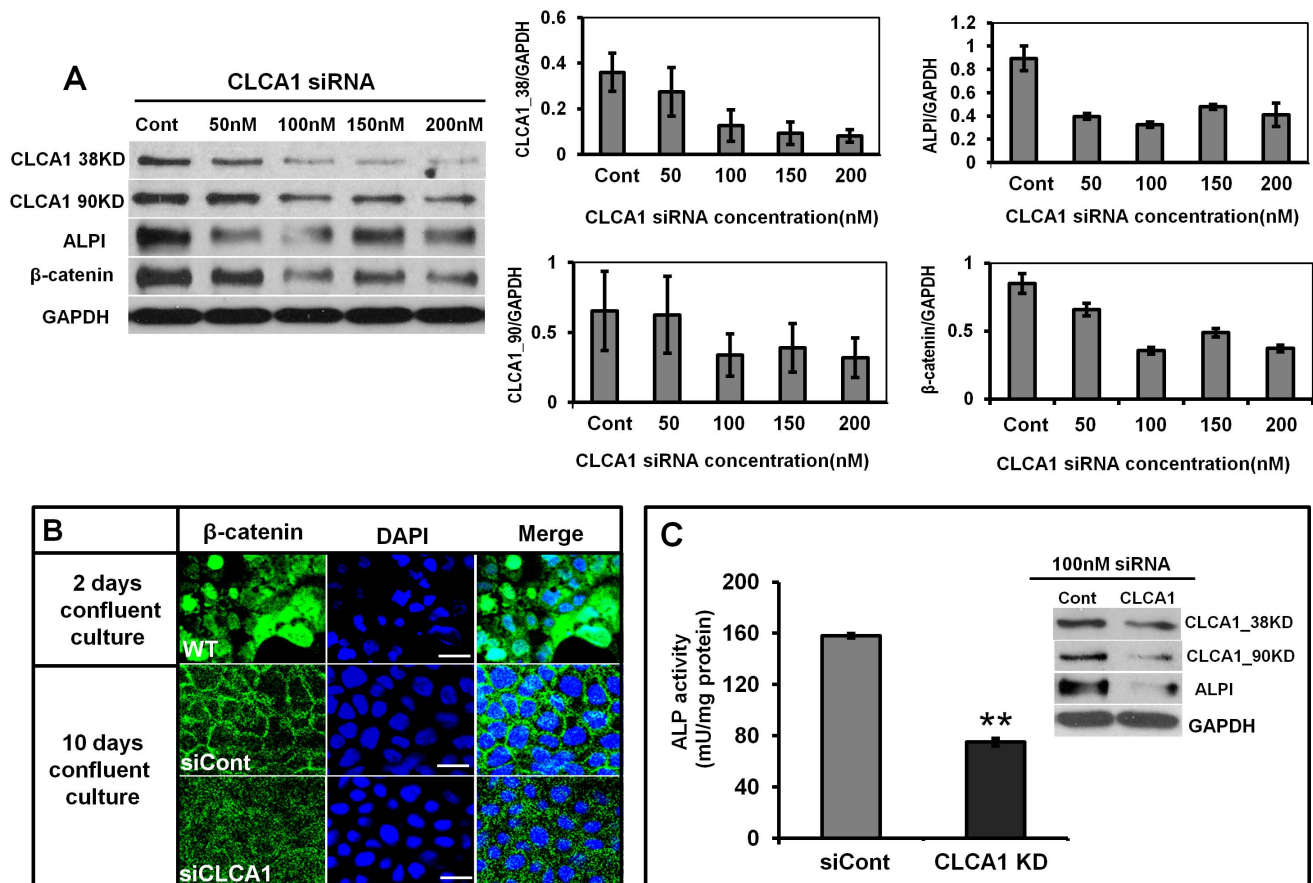 A
CLCA1 siRNA
Cont 50nM 100nM 150nM 200nM
CLCA1 38KD
CLCA1 90KD
ALPI
β-catenin
GAPDH
CLCA1_38/GAPDH
0.6
0.4
0.2
0
Cont 50 100 150 200
CLCA1 siRNA concentration(nM)
ALPI/GAPDH
1.2
1
0.8
0.6
0.4
0.2
0
Cont 50 100 150 200
CLCA1 siRNA concentration(nM)
CLCA1_90/GAPDH
1
0.5
0
Cont 50 100 150 200
CLCA1 siRNA concentration(nM)
β-catenin/GAPDH
1
0.5
0
Cont 50 100 150 200
CLCA1 siRNA concentration(nM)
B
β-catenin DAPI Merge
2 days
confluent
culture
WT
10 days
confluent
culture
siCont
siCLCA1
C
ALP activity
(mU/mg protein)
200
160
120
80
40
0
**
siCont CLCA1 KD
100nM siRNA
Cont CLCA1
CLCA1_38KD
CLCA1_90KD
ALPI
GAPDH